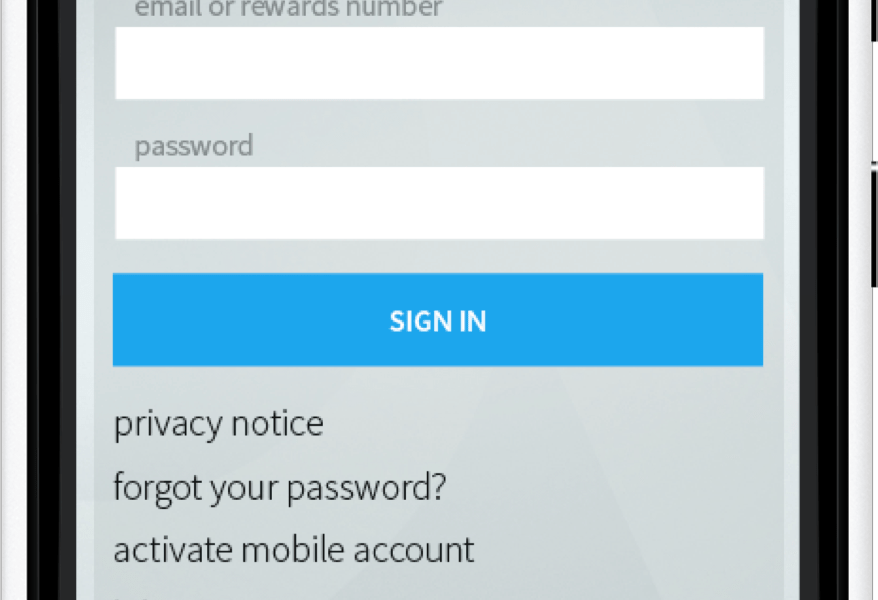 email or rewards number
password
SIGN IN
privacy notice
forgot your password?
activate mobile account